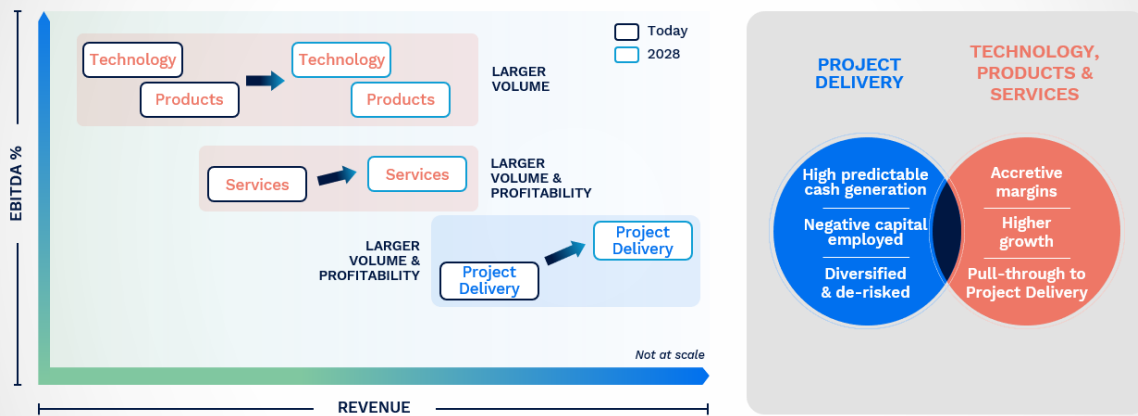 EBITDA %
Technology
Products
Technology
Products
LARGER
VOLUME
Today
2028
Services
Services
LARGER
VOLUME &
PROFITABILITY
LARGER
VOLUME &
PROFITABILITY
Project
Delivery
Project
Delivery
Not at scale
REVENUE
PROJECT
DELIVERY
TECHNOLOGY,
PRODUCTS &
SERVICES
High predictable
cash generation
Negative capital
employed
Diversified
& de-risked
Accretive
margins
Higher
growth
Pull-through to
Project Delivery